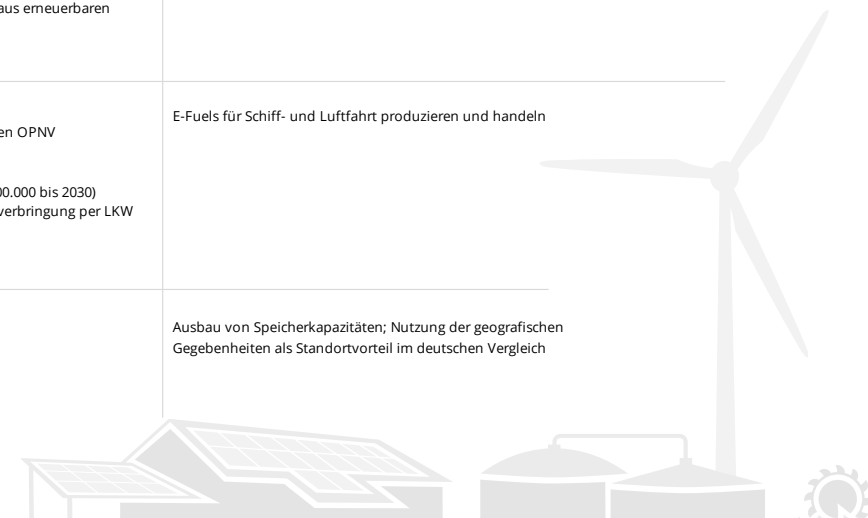 aus erneuerbaren
E-Fuels für Schiff- und Luftfahrt produzieren und handeln
en OPNV
00.000 bis 2030)
verbringung per LKW
Ausbau von Speicherkapazitäten; Nutzung der geografischen
Gegebenheiten als Standortvorteil im deutschen Vergleich